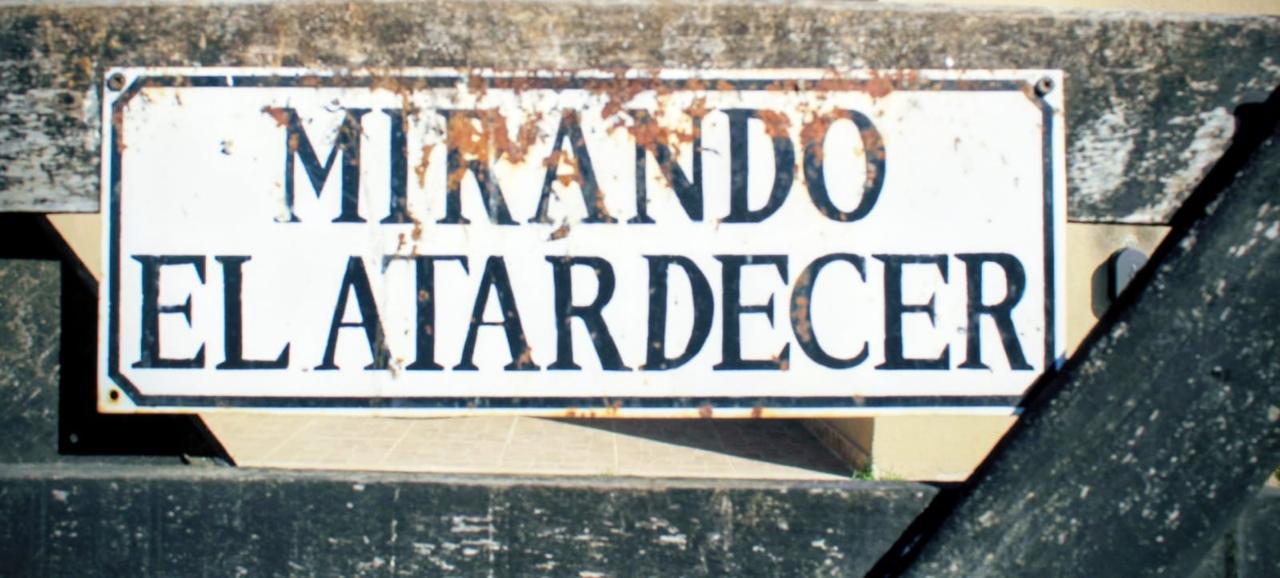 MIRANDO
EL ATARDECER